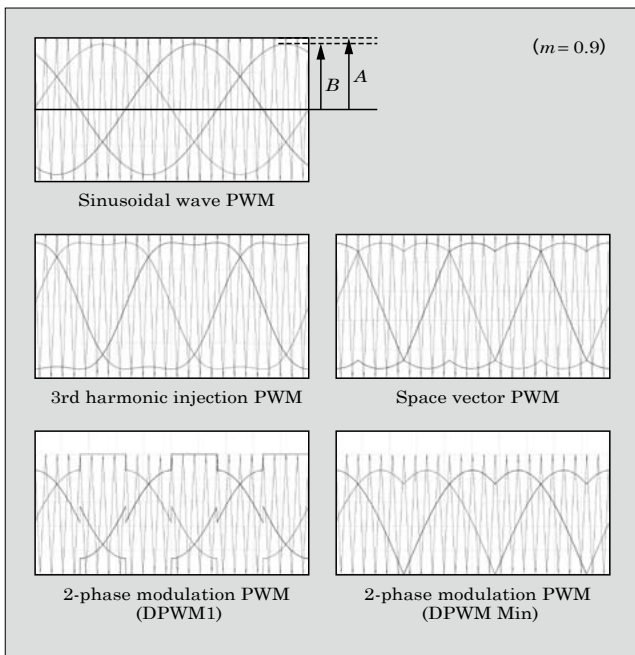 (m = 0.9)
B
A
Sinusoidal wave PWM
3rd harmonic injection PWM
Space vector PWM
2-phase modulation PWM
(DPWM1)
2-phase modulation PWM
(DPWM Min)